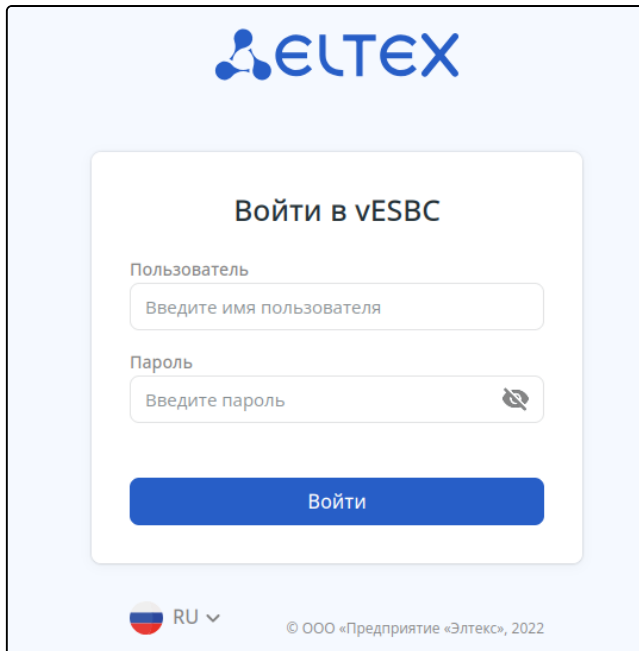 ELTEX
Войти в vESBC
Пользователь
Введите имя пользователя
Пароль
Введите пароль
Войти
RU
© ООО «Предприятие «Элтекс», 2022